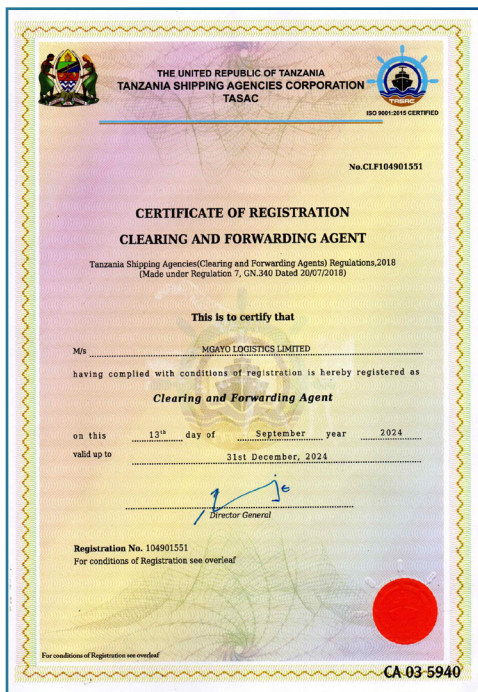 THE UNITED REPUBLIC OF TANZANIA
TANZANIA SHIPPING AGENCIES CORPORATION
TASAC
TASAC
ISO 9001:2015 CERTIFIED
No.CLF104901551
CERTIFICATE OF REGISTRATION
CLEARING AND FORWARDING AGENT
Tanzania Shipping Agencies(Clearing and Forwarding Agents) Regulations,2018
(Made under Regulation 7, GN.340 Dated 20/07/2018)
This is to certify that
M/s MGAYO LOGISTICS LIMITED
having complied with conditions of registration is hereby registered as
Clearing and Forwarding Agent
on this 13th day of September year 2024
valid up to 31st December, 2024
Director General
Registration No. 104901551
For conditions of Registration see overleaf
For conditions of Registration see overleaf
CA 03 5940